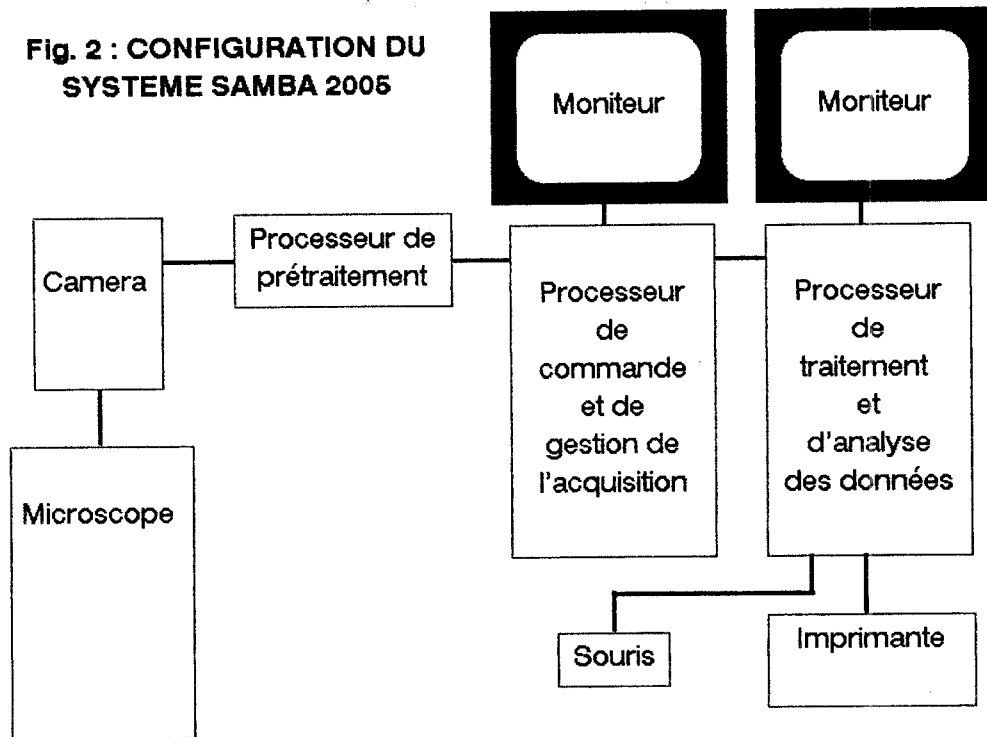 Fig. 2 : CONFIGURATION DU
SYSTEME SAMBA 2005
Moniteur
Moniteur
Camera
Processeur de
prétraitement
Processeur
de
commande
et de
gestion de
l'acquisition
Processeur
de
traitement
et
d'analyse
des données
Microscope
Souris
Imprimante